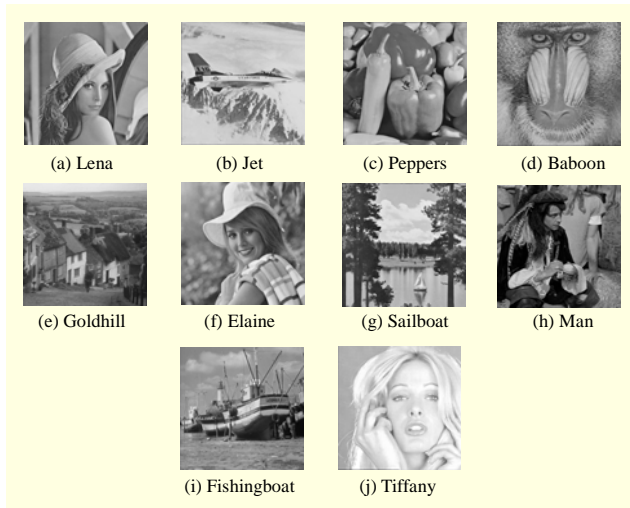 (a) Lena
(b) Jet
(c) Peppers
(d) Baboon
(e) Goldhill
(f) Elaine
(g) Sailboat
(h) Man
(i) Fishingboat
(j) Tiffany